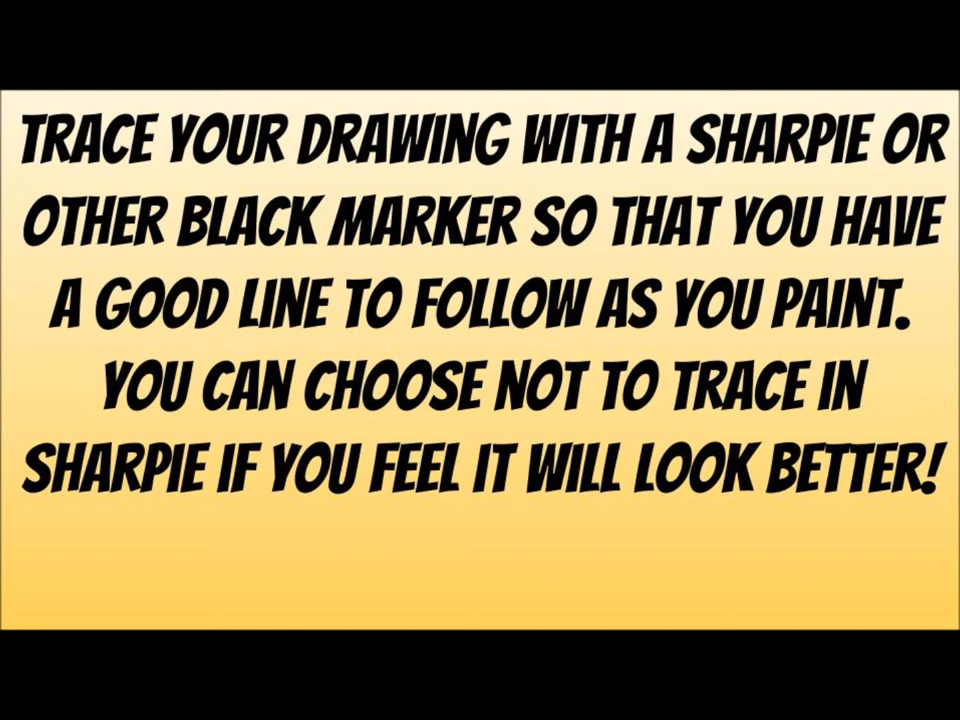 TRACE YOUR DRAWING WITH A SHARPIE OR
OTHER BLACK MARKER SO THAT YOU HAVE
A GOOD LINE TO FOLLOW AS YOU PAINT.
YOU CAN CHOOSE NOT TO TRACE IN
SHARPIE IF YOU FEEL IT WILL LOOK BETTER!